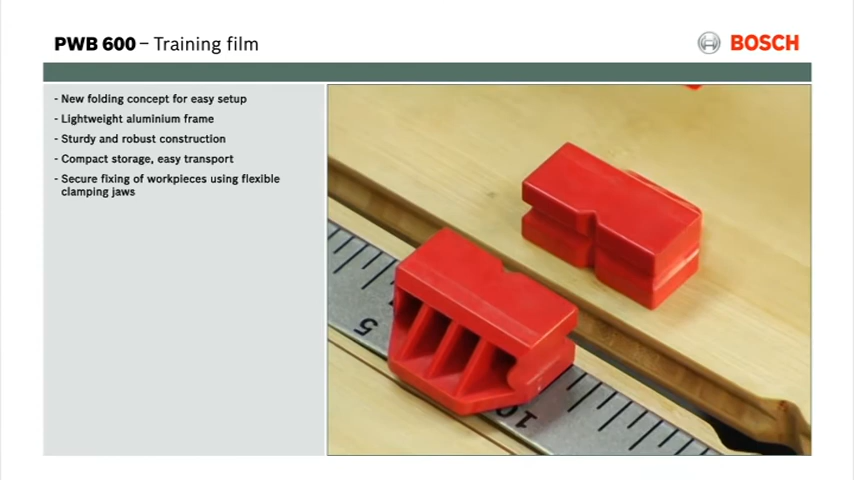 PWB 600 – Training film
BOSCH
- New folding concept for easy setup
- Lightweight aluminium frame
- Sturdy and robust construction
- Compact storage, easy transport
- Secure fixing of workpieces using flexible
clamping jaws
5
10